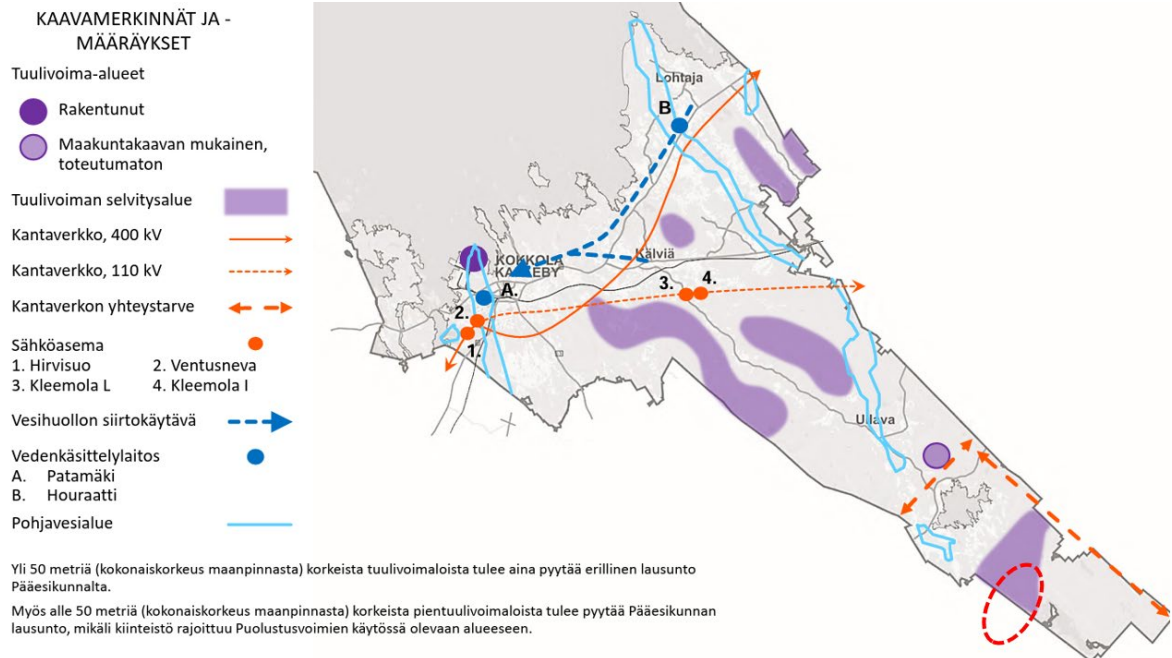 KAAVAMERKINNÄT JA -
MÄÄRÄYKSET
Tuulivoima-alueet
Rakentunut
Maakuntakaavan mukainen,
toteutumaton
Tuulivoiman selvitysalue
Kantaverkko, 400 kV
Kantaverkko, 110 kV
Kantaverkon yhteystarve
Sähköasema
1. Hirvisuo 2. Ventusneva
3. Kleemola L 4. Kleemola I
Vesihuollon siirtokäytävä
Vedenkäsittelylaitos
A. Patamäki
B. Houraatti
Pohjavesialue
Lohtaja
B
KOKKOLA
KARLEBY
Kälviä
A.
3.
4.
2.
1.
Ullava
Yli 50 metriä (kokonaiskorkeus maanpinnasta) korkeista tuulivoimaloista tulee aina pyytää erillinen lausunto
Pääesikunnalta.
Myös alle 50 metriä (kokonaiskorkeus maanpinnasta) korkeista pientuulivoimaloista tulee pyytää Pääesikunnan
lausunto, mikäli kiinteistö rajoittuu Puolustusvoimien käytössä olevaan alueeseen.